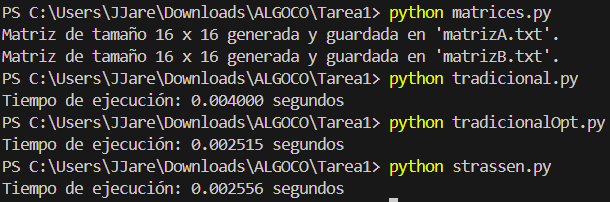 PS C:\Users\JJare\Downloads\ALGOCO\Tarea1> python matrices.py
Matriz de tamaño 16 x 16 generada y guardada en 'matrizA.txt'.
Matriz de tamaño 16 x 16 generada y guardada en 'matrizB.txt'.
PS C:\Users\JJare\Downloads\ALGOCO\Tarea1> python tradicional.py
Tiempo de ejecución: 0.004000 segundos
PS C:\Users\JJare\Downloads\ALGOCO\Tarea1> python tradicionalOpt.py
Tiempo de ejecución: 0.002515 segundos
PS C:\Users\JJare\Downloads\ALGOCO\Tarea1> python strassen.py
Tiempo de ejecución: 0.002556 segundos